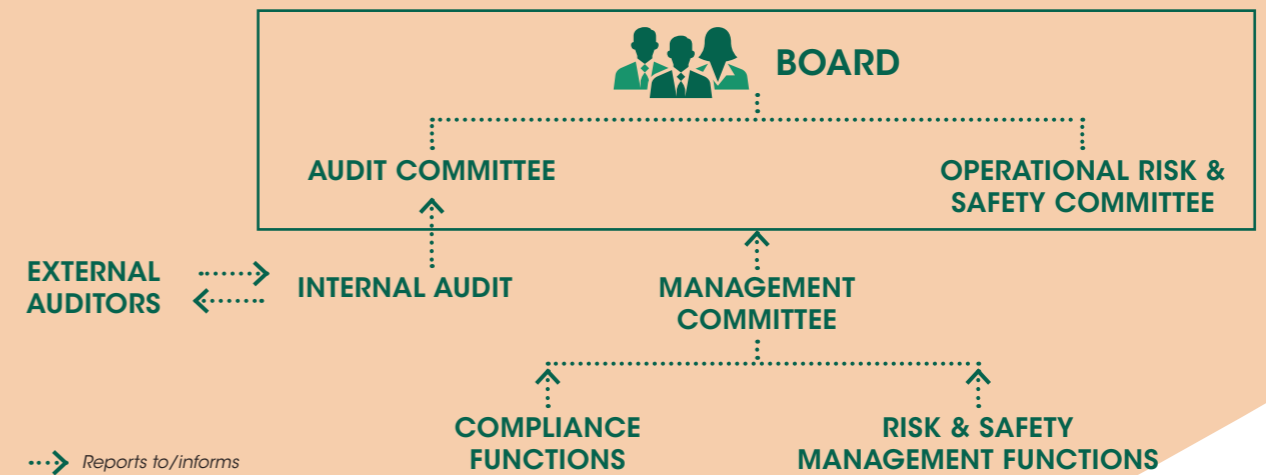 BOARD
AUDIT COMMITTEE
OPERATIONAL RISK &
SAFETY COMMITTEE
EXTERNAL
AUDITORS
INTERNAL AUDIT
MANAGEMENT
COMMITTEE
COMPLIANCE
FUNCTIONS
RISK & SAFETY
MANAGEMENT FUNCTIONS
Reports to/informs